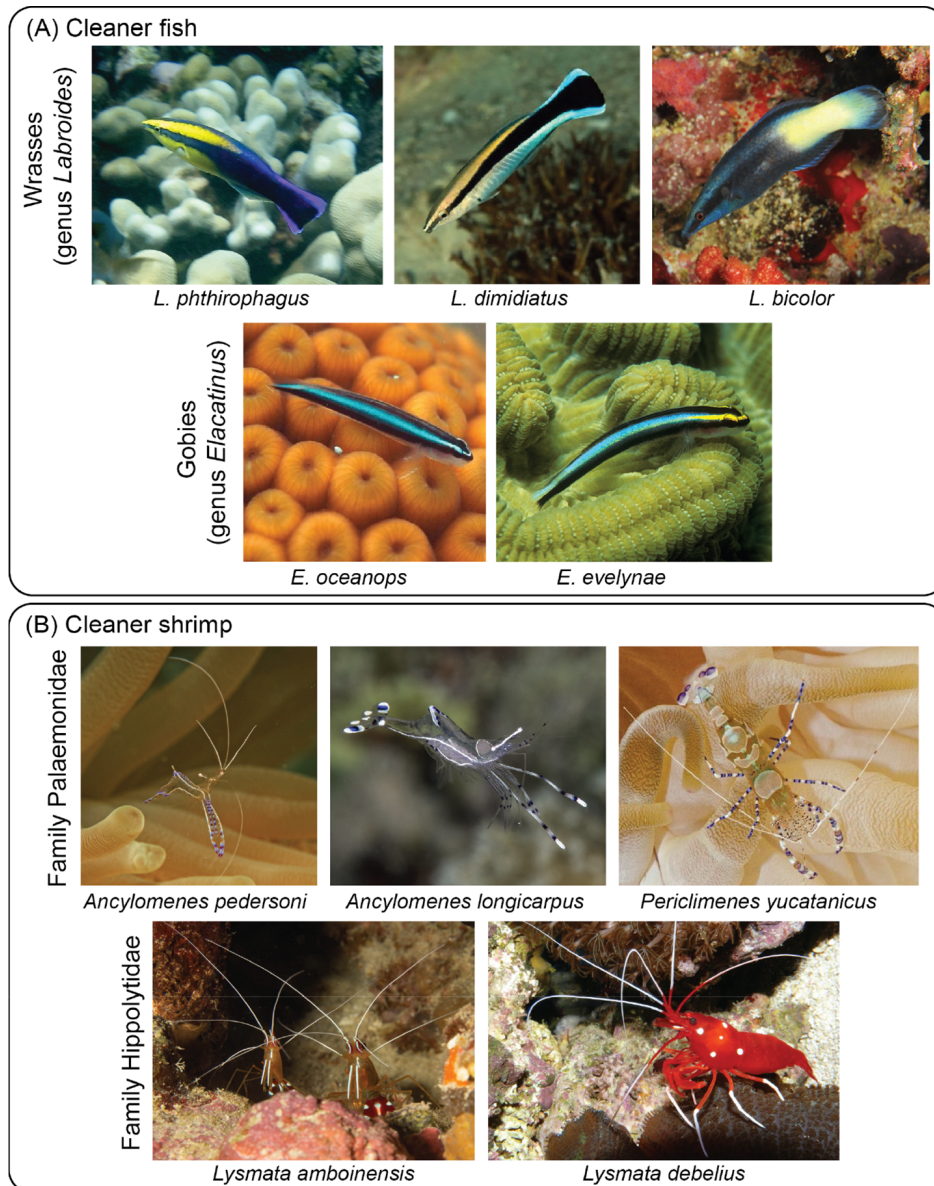 (A) Cleaner fish
Wrasses
(genus Labroides)
L. phthirophagus
L. dimidiatus
L. bicolor
Gobies
(genus Elacatinus)
E. oceanops
E. evelynae
(B) Cleaner shrimp
Family Palaemonidae
Ancylomenes pedersoni
Ancylomenes longicarpus
Periclimenes yucatanicus
Family Hippolytidae
Lysmata amboinensis
Lysmata debelius